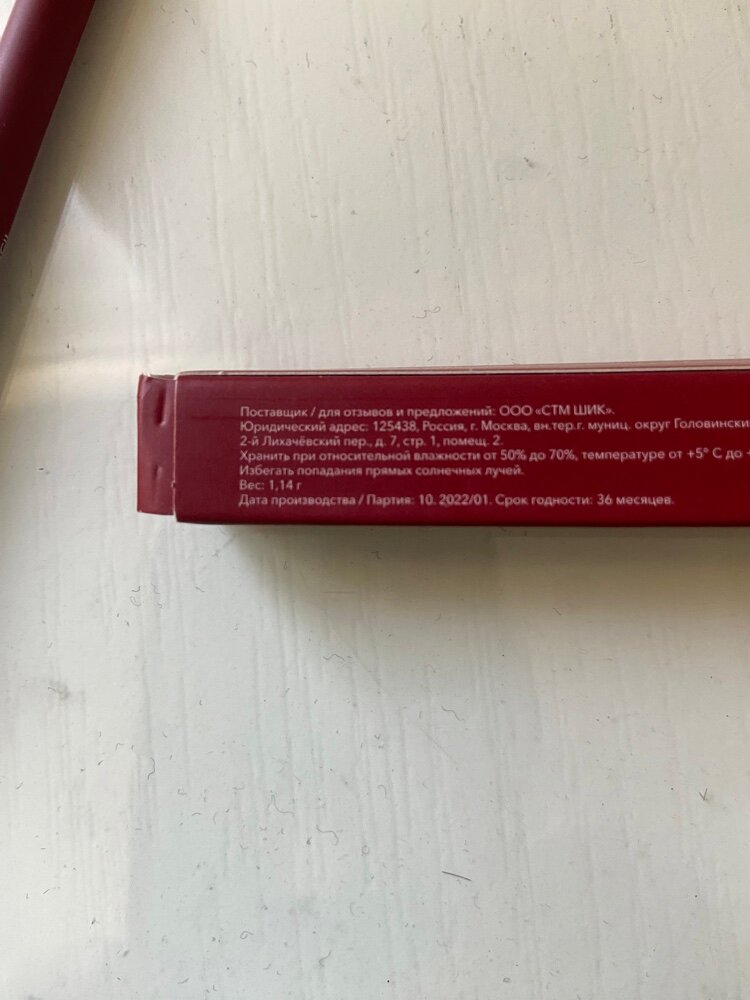 Поставщик / для отзывов и предложений: ООО «СТМ ШИК».
Юридический адрес: 125438, Россия, г. Москва, вн.тер.г. муниц. округ Головински
2-й Лихачёвский пер., д. 7, стр. 1, помещ. 2.
Хранить при относительной влажности от 50% до 70%, температуре от +5° С до +
Избегать попадания прямых солнечных лучей.
Вес: 1,14 г
Дата производства / Партия: 10. 2022/01. Срок годности: 36 месяцев.